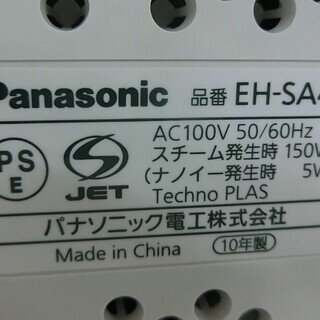 Panasonic 品番 EH-SA4
PS
E
JET
AC100V 50/60Hz
スチーム発生時 150W
(ナノイー発生時 5W
Techno PLAS
パナソニック電工株式会社
Made in China 10年製